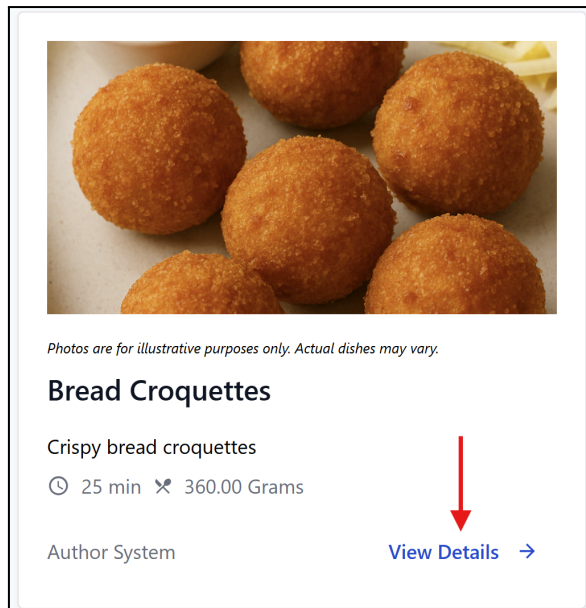 Photos are for illustrative purposes only. Actual dishes may vary.
Bread Croquettes
Crispy bread croquettes
25 min 360.00 Grams
Author System View Details